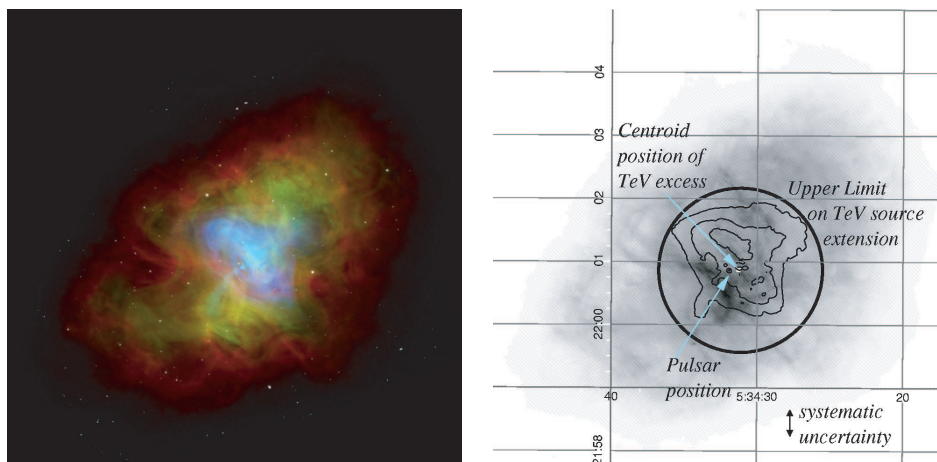 04
03
Centroid
position of
TeV excess
02
Upper Limit
on TeV source
extension
01
22:00
Pulsar
position
40
5:34:30
20
systematic
uncertainty
21:58